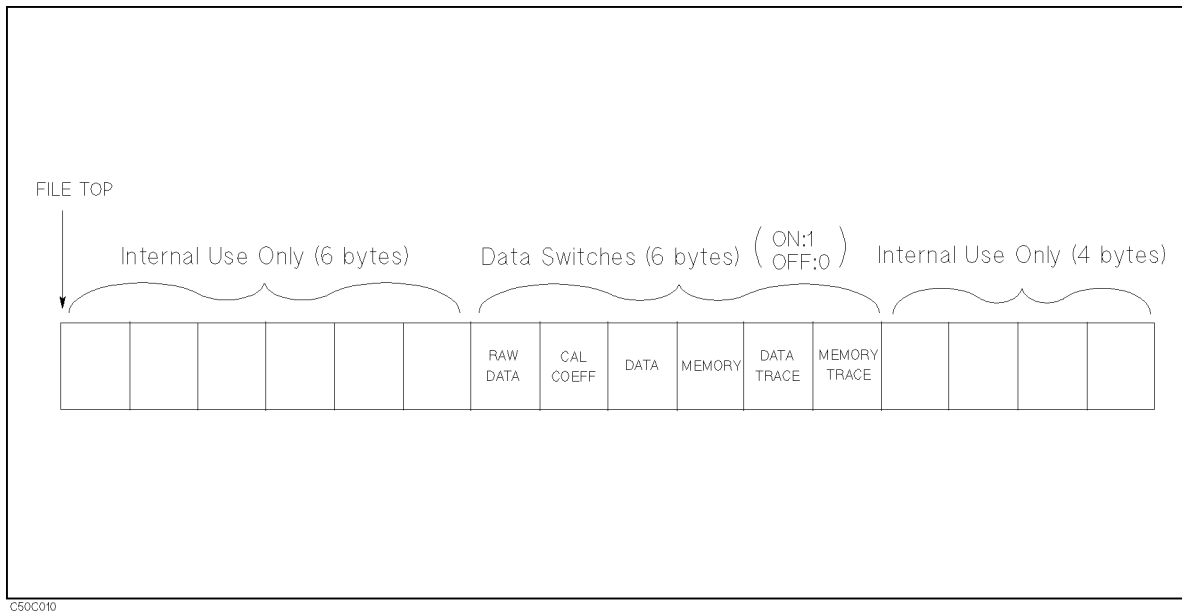 FILE TOP
Internal Use Only (6 bytes)
Data Switches (6 bytes) ( ON:1
OFF:0 )
Internal Use Only (4 bytes)
RAW
DATA
CAL
COEFF
DATA
MEMORY
DATA
TRACE
MEMORY
TRACE
C50C010